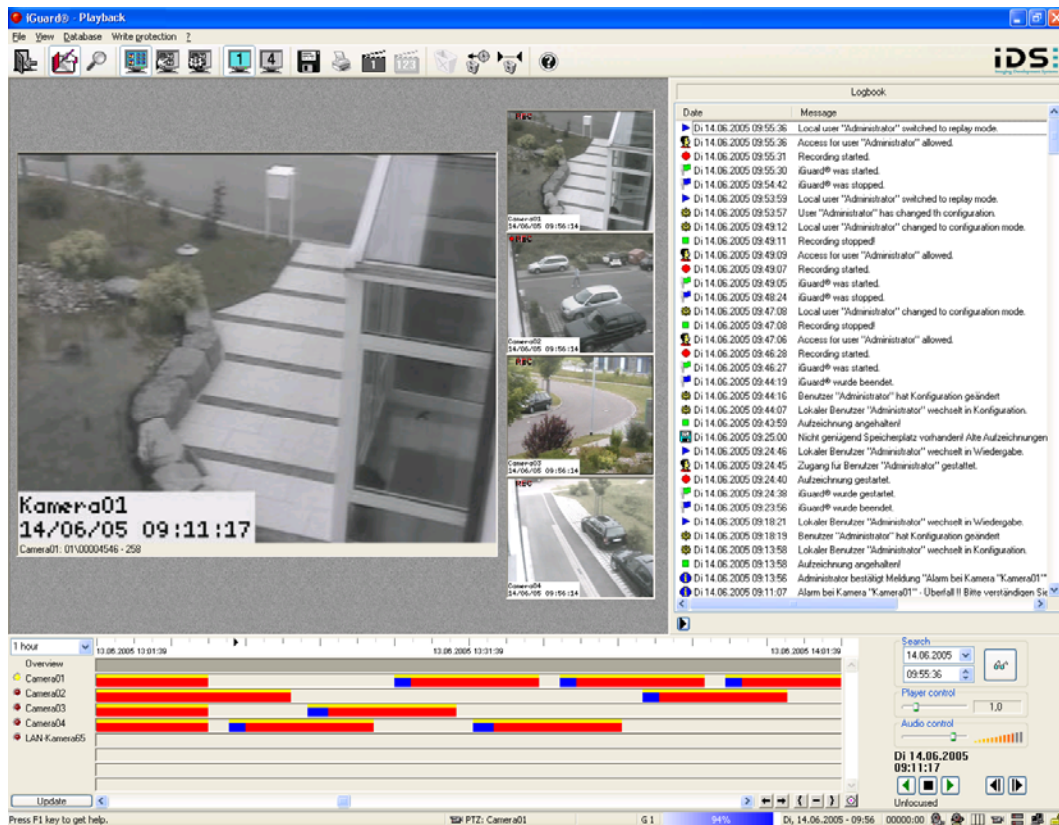 iGuard® - Playback
File View Database Write protection ?
1 4 1 123
iDS
Imaging Development Systems
Kamera01
14/06/05 09:11:17
Camera01: 01\00004546 - 258
REC
Camera01
14/06/05 09:56:14
REC
Camera02
14/06/05 09:56:14
REC
Camera03
14/06/05 09:56:14
REC
Camera04
14/06/05 09:56:14
Logbook
Date Message
Di 14.06.2005 09:55:36 Local user "Administrator" switched to replay mode.
Di 14.06.2005 09:55:36 Access for user "Administrator" allowed.
Di 14.06.2005 09:55:31 Recording started.
Di 14.06.2005 09:55:30 iGuard® was started.
Di 14.06.2005 09:54:42 iGuard® was stopped.
Di 14.06.2005 09:53:59 Local user "Administrator" switched to replay mode.
Di 14.06.2005 09:53:57 User "Administrator" has changed th configuration.
Di 14.06.2005 09:49:12 Local user "Administrator" changed to configuration mode.
Di 14.06.2005 09:49:11 Recording stopped!
Di 14.06.2005 09:49:09 Access for user "Administrator" allowed.
Di 14.06.2005 09:49:07 Recording started.
Di 14.06.2005 09:49:05 iGuard® was started.
Di 14.06.2005 09:48:24 iGuard® was stopped.
Di 14.06.2005 09:47:08 Local user "Administrator" changed to configuration mode.
Di 14.06.2005 09:47:08 Recording stopped!
Di 14.06.2005 09:47:06 Access for user "Administrator" allowed.
Di 14.06.2005 09:46:28 Recording started.
Di 14.06.2005 09:46:27 iGuard® was started.
Di 14.06.2005 09:44:19 iGuard® wurde beendet.
Di 14.06.2005 09:44:16 Benutzer "Administrator" hat Konfiguration geändert
Di 14.06.2005 09:44:07 Lokaler Benutzer "Administrator" wechselt in Konfiguration.
Di 14.06.2005 09:43:59 Aufzeichnung angehalten!
Di 14.06.2005 09:25:00 Nicht genügend Speicherplatz vorhanden! Alte Aufzeichnungen
Di 14.06.2005 09:24:46 Lokaler Benutzer "Administrator" wechselt in Wiedergabe.
Di 14.06.2005 09:24:45 Zugang für Benutzer "Administrator" gestattet.
Di 14.06.2005 09:24:40 Aufzeichnung gestartet.
Di 14.06.2005 09:24:38 iGuard® wurde gestartet.
Di 14.06.2005 09:23:56 iGuard® wurde beendet.
Di 14.06.2005 09:18:21 Lokaler Benutzer "Administrator" wechselt in Wiedergabe.
Di 14.06.2005 09:18:19 Benutzer "Administrator" hat Konfiguration geändert
Di 14.06.2005 09:13:58 Lokaler Benutzer "Administrator" wechselt in Konfiguration.
Di 14.06.2005 09:13:58 Aufzeichnung angehalten!
Di 14.06.2005 09:13:56 Administrator bestätigt Meldung "Alarm bei Kamera "Kamera01"
Di 14.06.2005 09:11:07 Alarm bei Kamera "Kamera01" - Überfall !! Bitte verständigen Sie
1 hour
13.06.2005 13:01:39 13.06.2005 13:31:39 13.06.2005 14:01:39
Overview
Camera01
Camera02
Camera03
Camera04
LAN-Kamera65
Update
Search
14.06.2005
09:55:36
Player control
1,0
Audio control
Di 14.06.2005
09:11:17
Unfocused
Press F1 key to get help. PTZ: Camera01 G 1 94% Di, 14.06.2005 - 09:56 00000:00